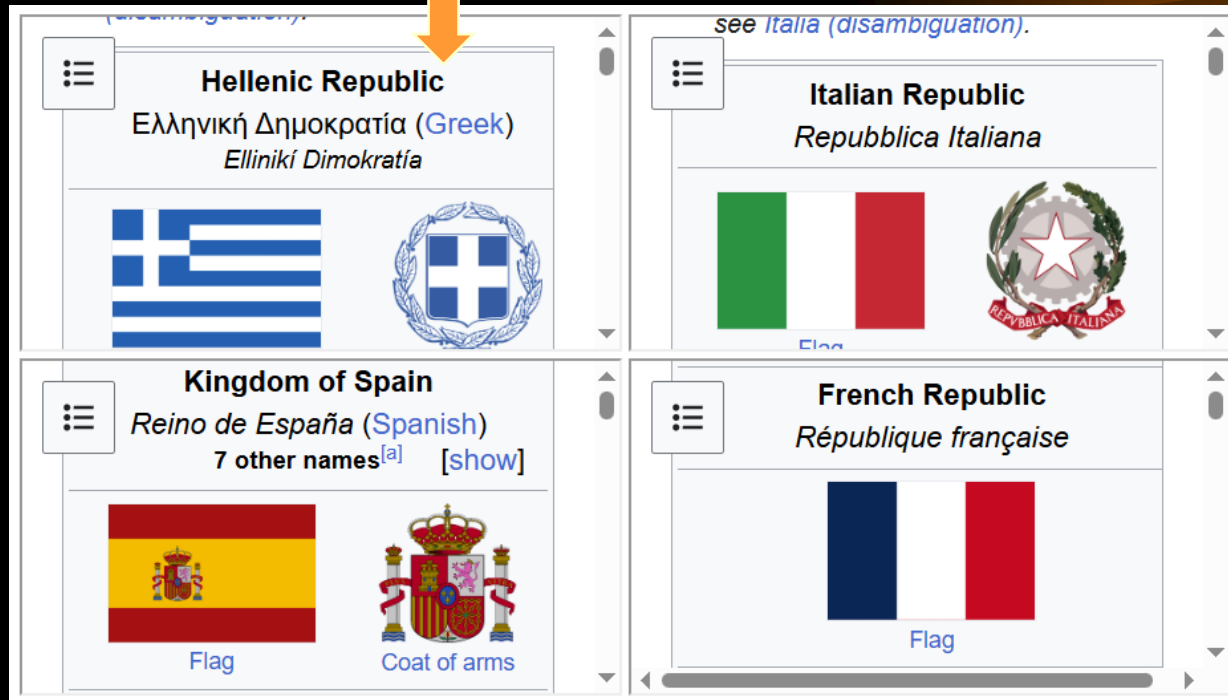 (disambiguation).
Hellenic Republic
Ελληνική Δημοκρατία (Greek)
Ellinikí Dimokratía
see Italia (disambiguation).
Italian Republic
Repubblica Italiana
REPVBBLICA ITALIANA
Flag
Kingdom of Spain
Reino de España (Spanish)
7 other names[a] [show]
Flag
Coat of arms
French Republic
République française
Flag